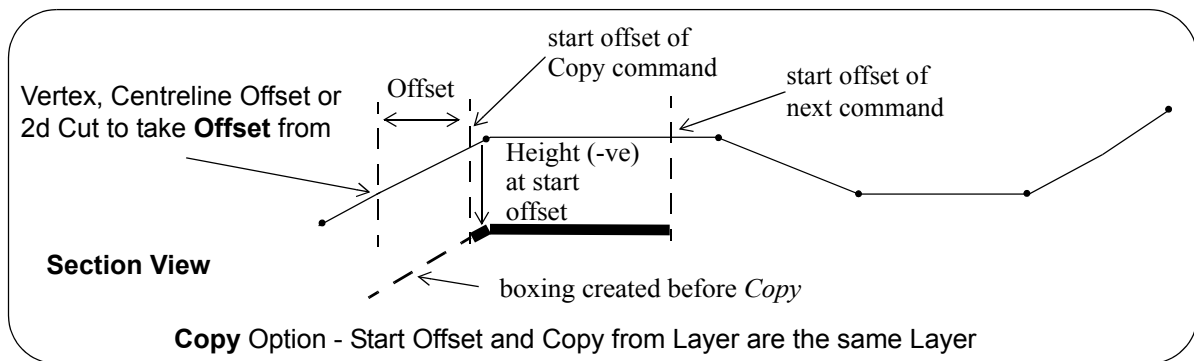 start offset of
Copy command
start offset of
next command
Offset
Vertex, Centreline Offset or
2d Cut to take Offset from
Height (-ve)
at start
offset
Section View
boxing created before Copy
Copy Option - Start Offset and Copy from Layer are the same Layer